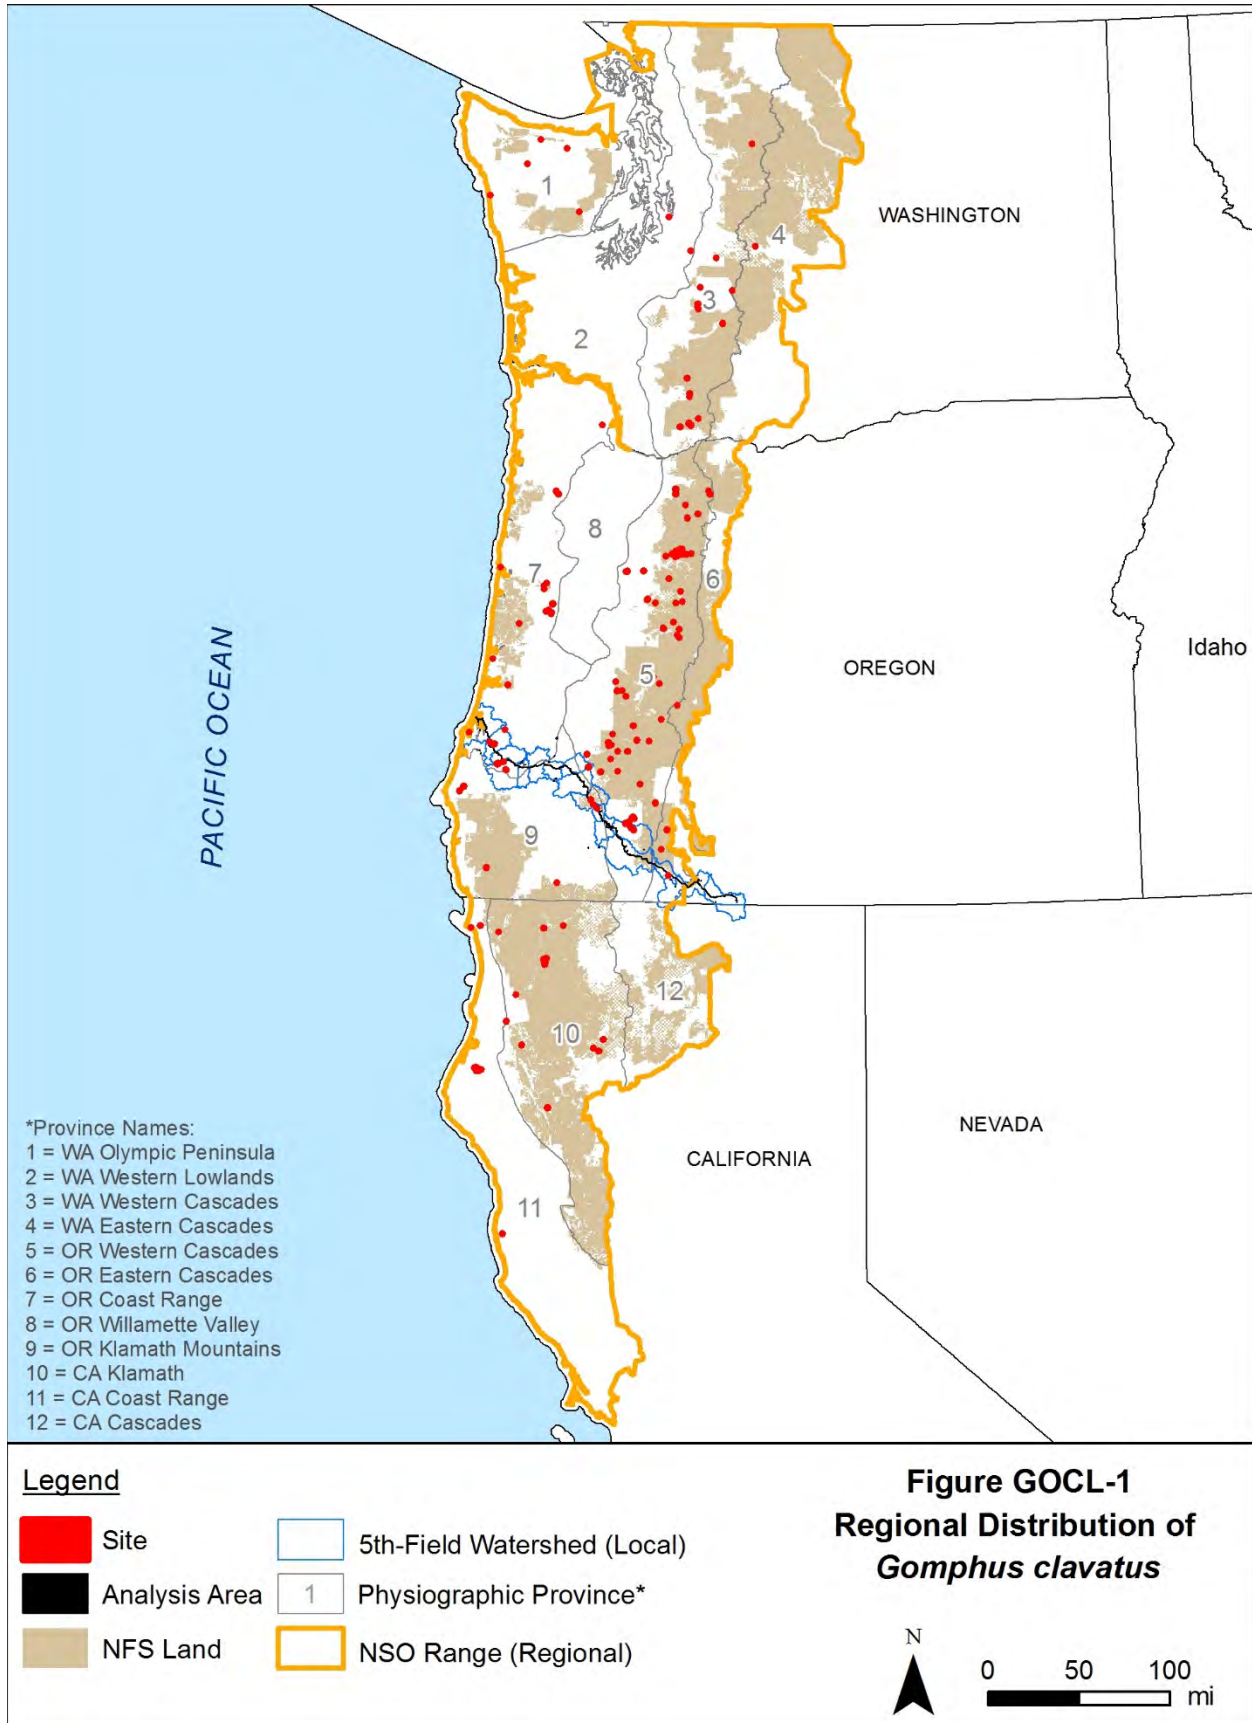 1
WASHINGTON
4
3
2
8
7
6
PACIFIC OCEAN
5
OREGON
Idaho
9
12
10
11
NEVADA
CALIFORNIA
*Province Names:
1 = WA Olympic Peninsula
2 = WA Western Lowlands
3 = WA Western Cascades
4 = WA Eastern Cascades
5 = OR Western Cascades
6 = OR Eastern Cascades
7 = OR Coast Range
8 = OR Willamette Valley
9 = OR Klamath Mountains
10 = CA Klamath
11 = CA Coast Range
12 = CA Cascades
Legend
Site
Analysis Area
NFS Land
5th-Field Watershed (Local)
1 Physiographic Province*
NSO Range (Regional)
Figure GOCL-1
Regional Distribution of
Gomphus clavatus
N
0 50 100
mi